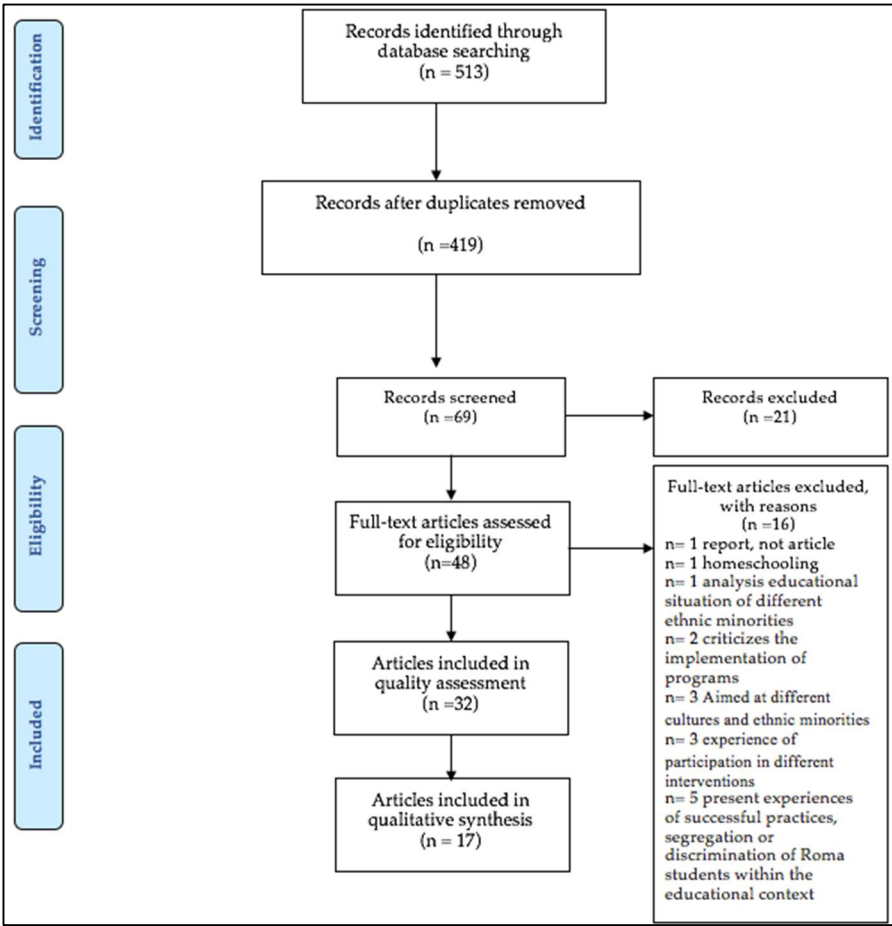 Identification
Records identified through
database searching
(n = 513)
Records after duplicates removed
(n =419)
Screening
Records screened
(n =69)
Records excluded
(n =21)
Eligibility
Full-text articles assessed
for eligibility
(n=48)
Full-text articles excluded,
with reasons
(n =16)
n= 1 report, not article
n= 1 homeschooling
n= 1 analysis educational
situation of different
ethnic minorities
n= 2 criticizes the
implementation of
programs
n= 3 Aimed at different
cultures and ethnic minorities
n= 3 experience of
participation in different
interventions
n= 5 present experiences
of successful practices,
segregation or
discrimination of Roma
students within the
educational context
Included
Articles included in
quality assessment
(n =32)
Articles included in
qualitative synthesis
(n = 17)